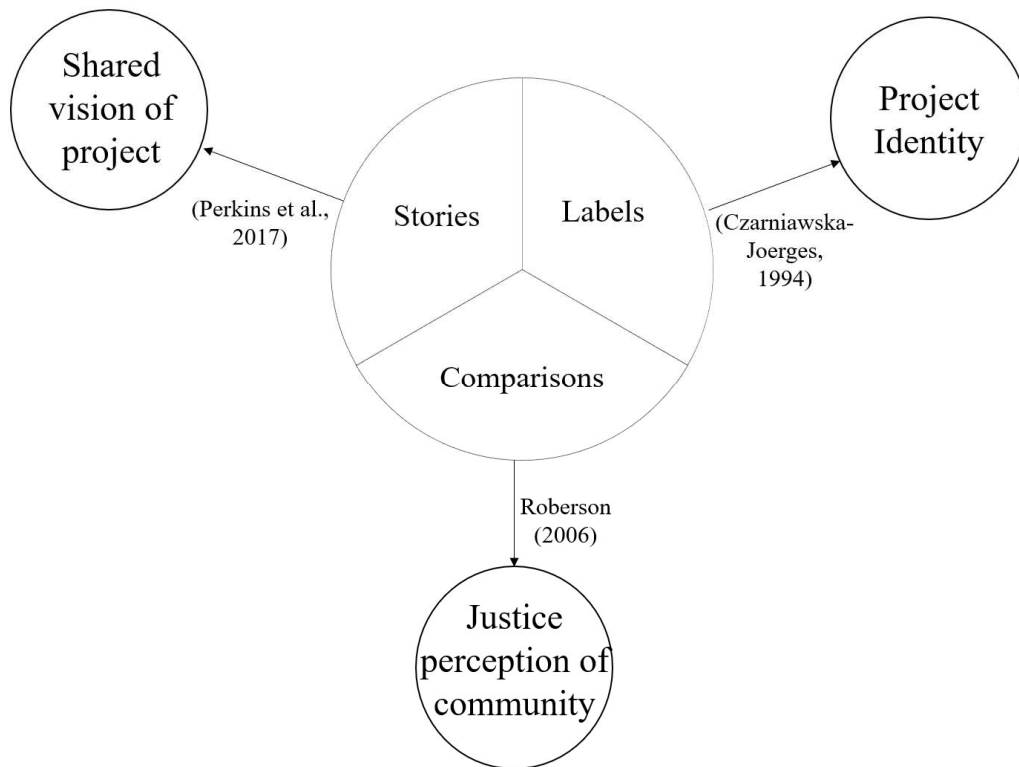 Shared
vision of
project
Project
Identity
(Perkins et al.,
2017)
Stories
Labels
(Czarniawska-
Joerges,
1994)
Comparisons
Roberson
(2006)
Justice
perception of
community